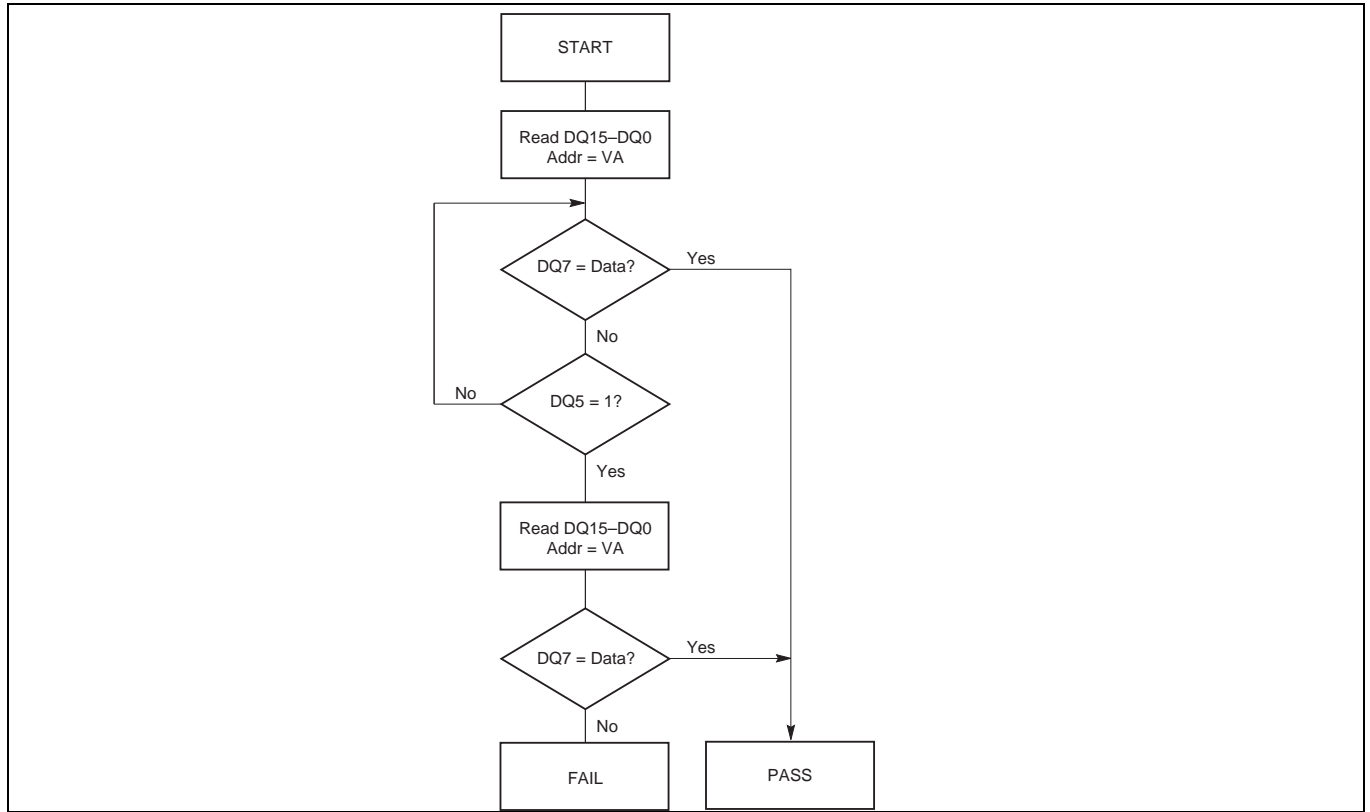 START
Read DQ15–DQ0
Addr = VA
DQ7 = Data?
Yes
No
No
DQ5 = 1?
Yes
Read DQ15–DQ0
Addr = VA
DQ7 = Data?
Yes
No
FAIL
PASS